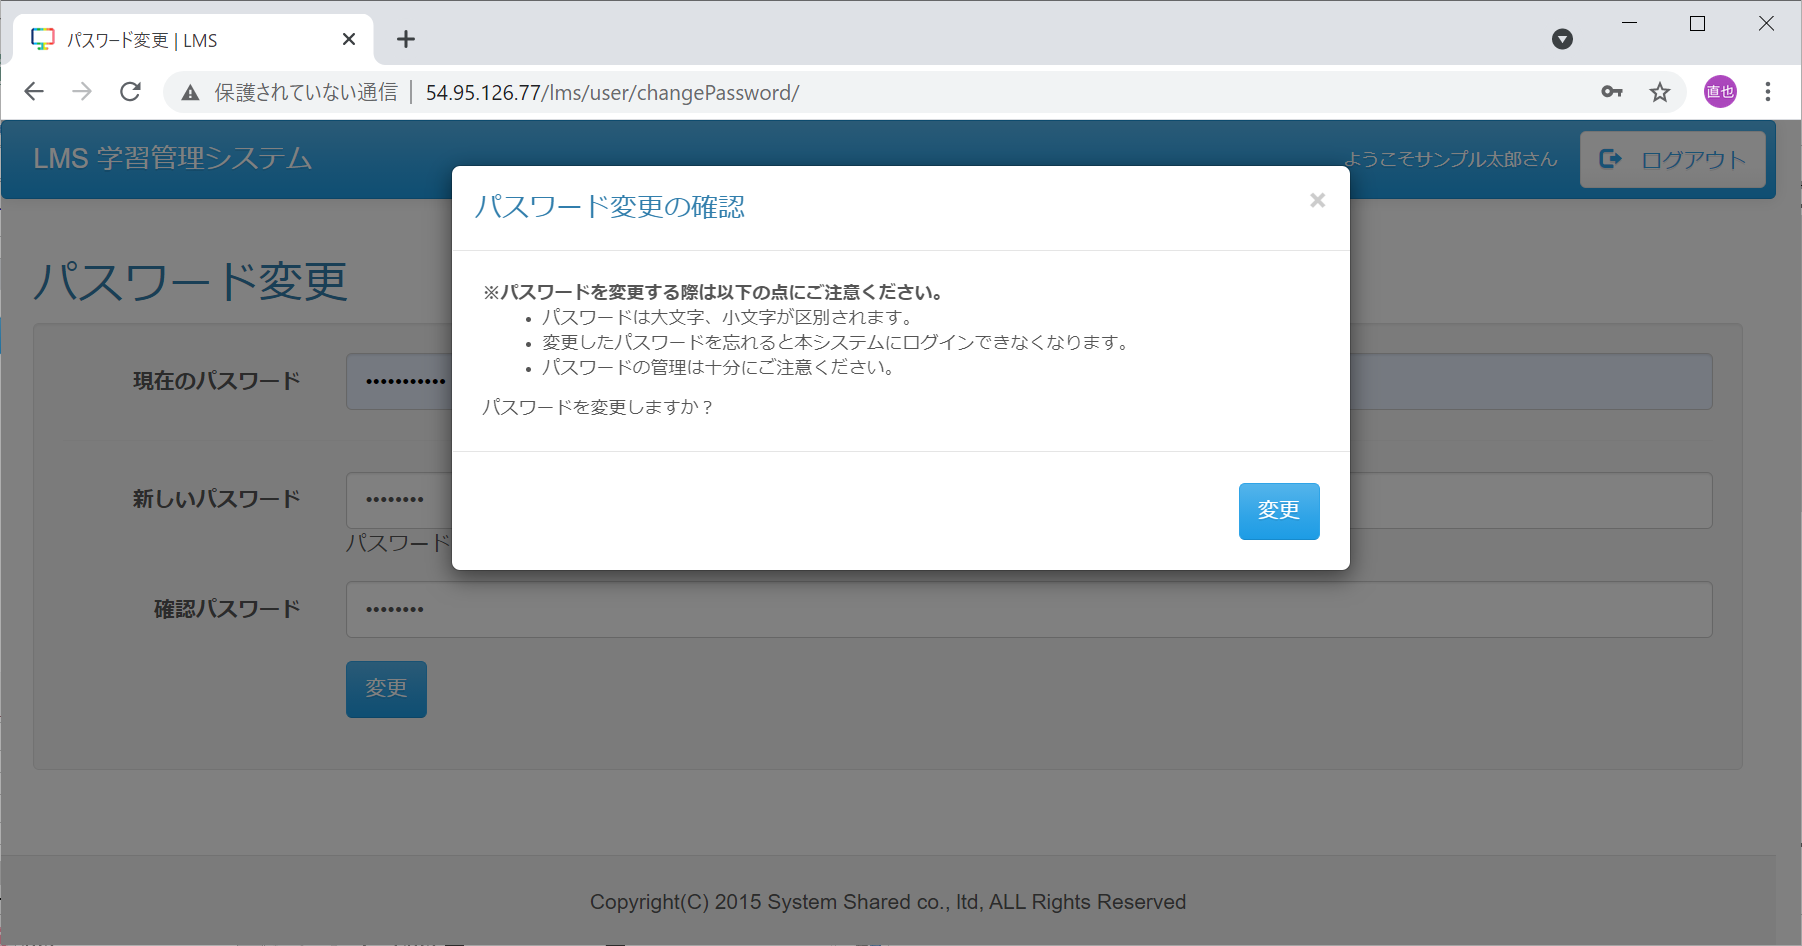 パスワード変更 | LMS
保護されていない通信 | 54.95.126.77/lms/user/changePassword/
直也
LMS 学習管理システム
ようこそサンプル太郎さん
ログアウト
パスワード変更の確認
×
※パスワードを変更する際は以下の点にご注意ください。
• パスワードは大文字、小文字が区別されます。
• 変更したパスワードを忘れると本システムにログインできなくなります。
• パスワードの管理は十分にご注意ください。
パスワードを変更しますか？
変更
パスワード変更
現在のパスワード
•••••••••••
新しいパスワード
••••••••
パスワード
確認パスワード
••••••••
変更
Copyright(C) 2015 System Shared co., ltd, ALL Rights Reserved